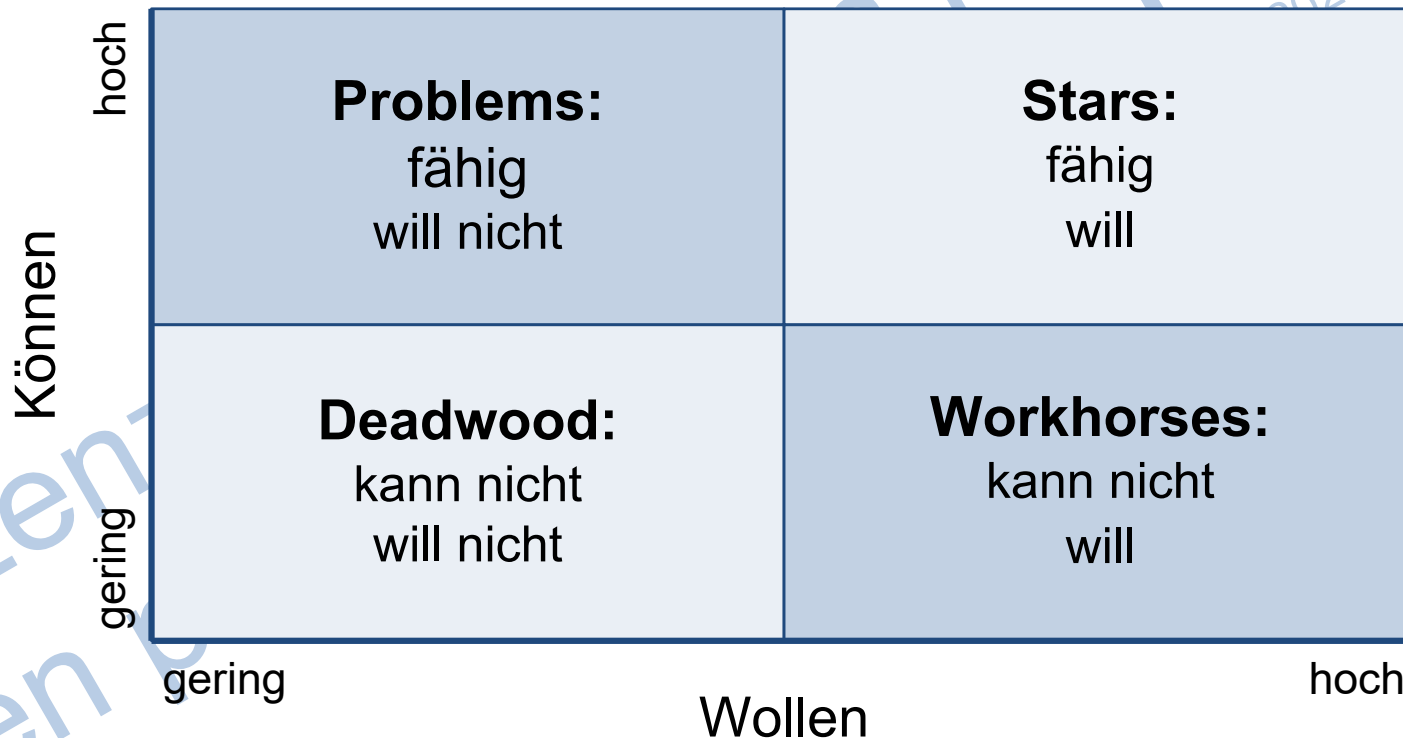 hoch
Problems:
fähig
will nicht
Stars:
fähig
will
Können
Deadwood:
kann nicht
will nicht
Workhorses:
kann nicht
will
gering
gering
hoch
Wollen